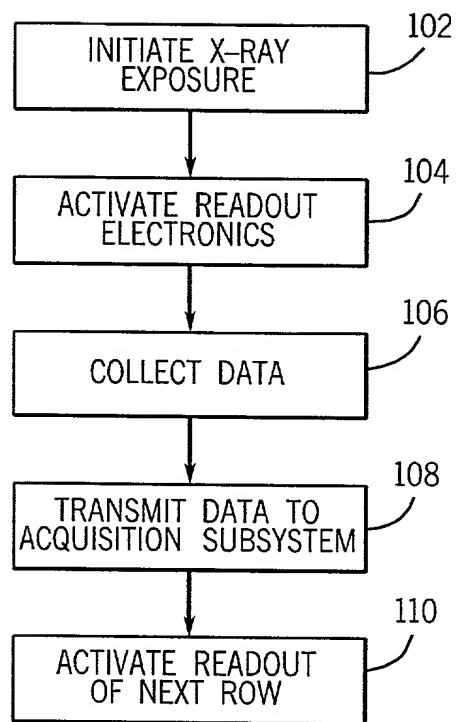 102
INITIATE X-RAY
EXPOSURE
104
ACTIVATE READOUT
ELECTRONICS
106
COLLECT DATA
108
TRANSMIT DATA TO
ACQUISITION SUBSYSTEM
110
ACTIVATE READOUT
OF NEXT ROW